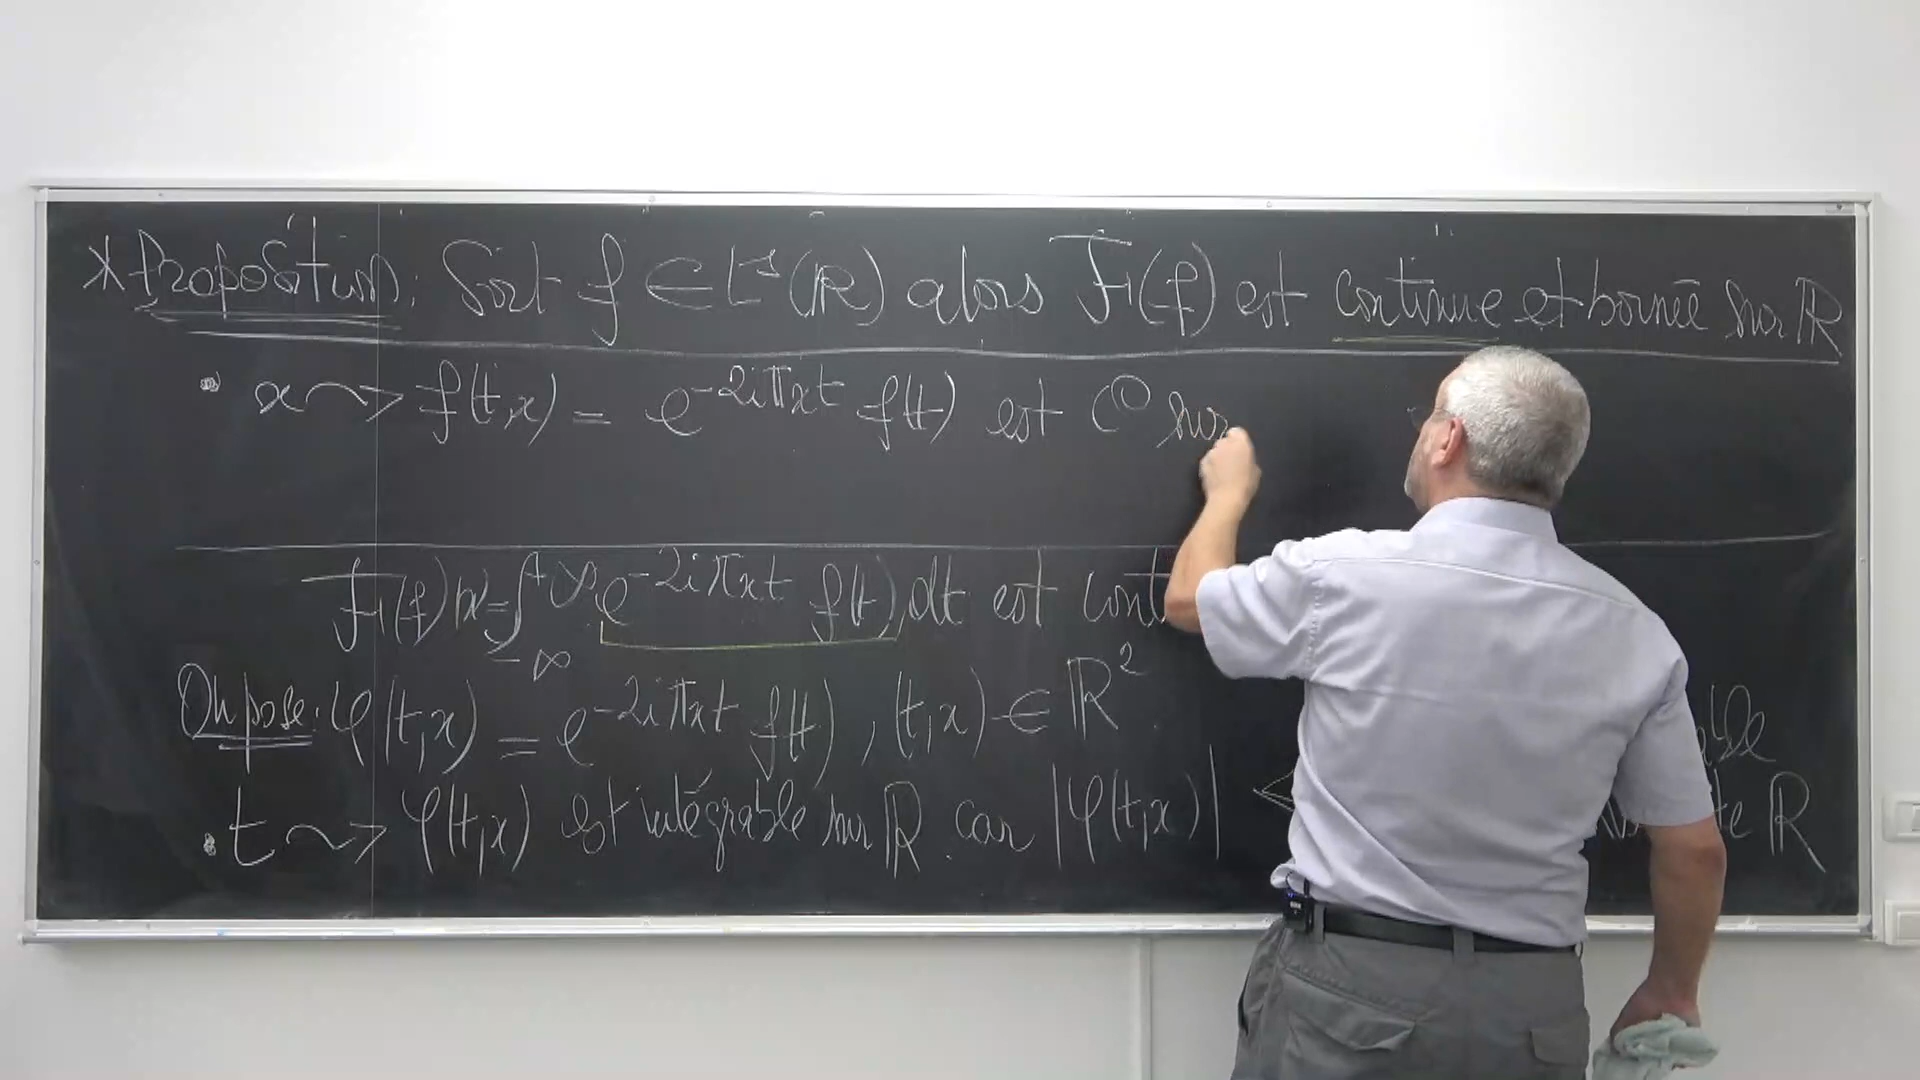 * Proposition : Soit f ∈ L¹(ℝ) alors F(f) est continue et bornée sur ℝ
• x ⤳ f(t,x) = e^{-2iπxt} f(t) est C⁰ sur
F(f)(x) = ∫_{-∞}^{+∞} e^{-2iπxt} f(t) dt est cont
On pose : φ(t,x) = e^{-2iπxt} f(t) , (t,x) ∈ ℝ² .
• t ⤳ φ(t,x) est intégrable sur ℝ car |φ(t,x)| ℝ